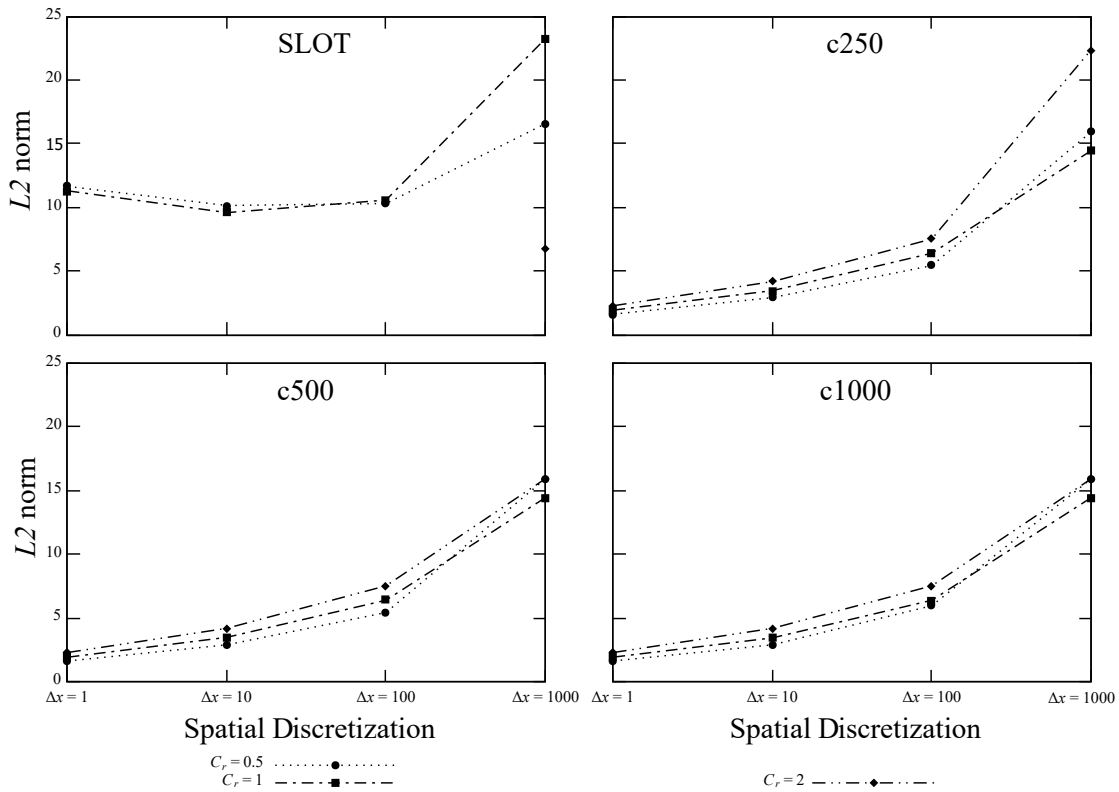 25
SLOT
c250
20
15
10
5
0
L2 norm
25
c500
c1000
20
15
10
5
0
L2 norm
Δx = 1 Δx = 10 Δx = 100 Δx = 1000 Δx = 1 Δx = 10 Δx = 100 Δx = 1000
Spatial Discretization Spatial Discretization
Cr = 0.5
Cr = 1 Cr = 2